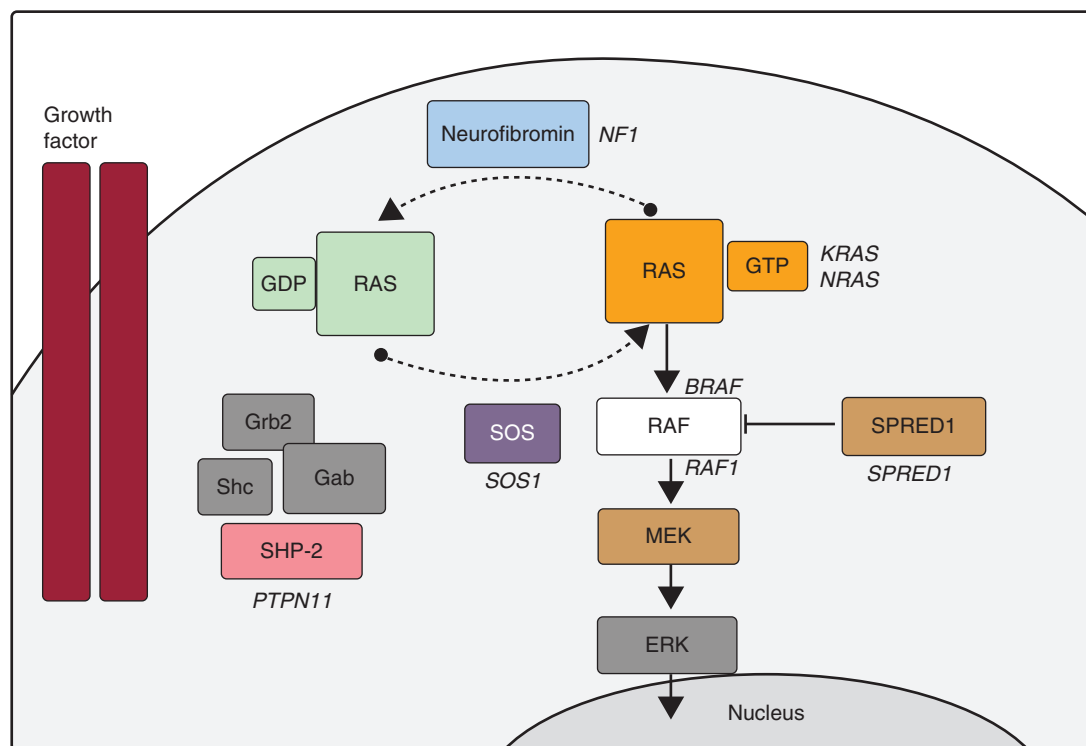 Growth
factor
Neurofibromin
NF1
GDP
RAS
RAS
GTP
KRAS
NRAS
BRAF
RAF
RAF1
SPRED1
SPRED1
Grb2
Shc
Gab
SHP-2
PTPN11
SOS
SOS1
MEK
ERK
Nucleus